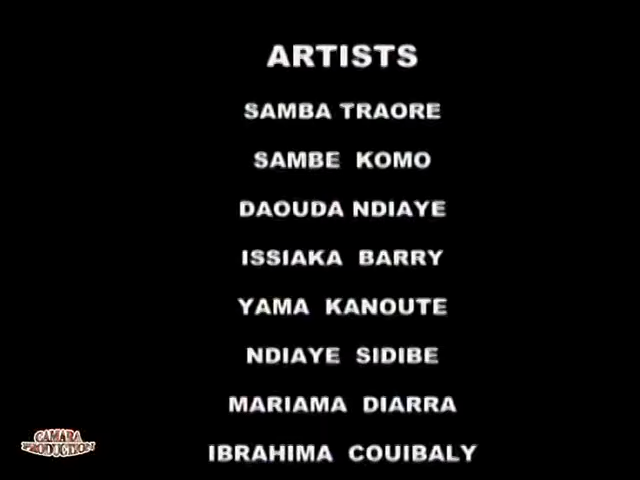 ARTISTS
SAMBA TRAORE
SAMBE KOMO
DAOUDA NDIAYE
ISSIAKA BARRY
YAMA KANOUTE
NDIAYE SIDIBE
MARIAMA DIARRA
IBRAHIMA COUIBALY
CAMARA
PRODUCTION